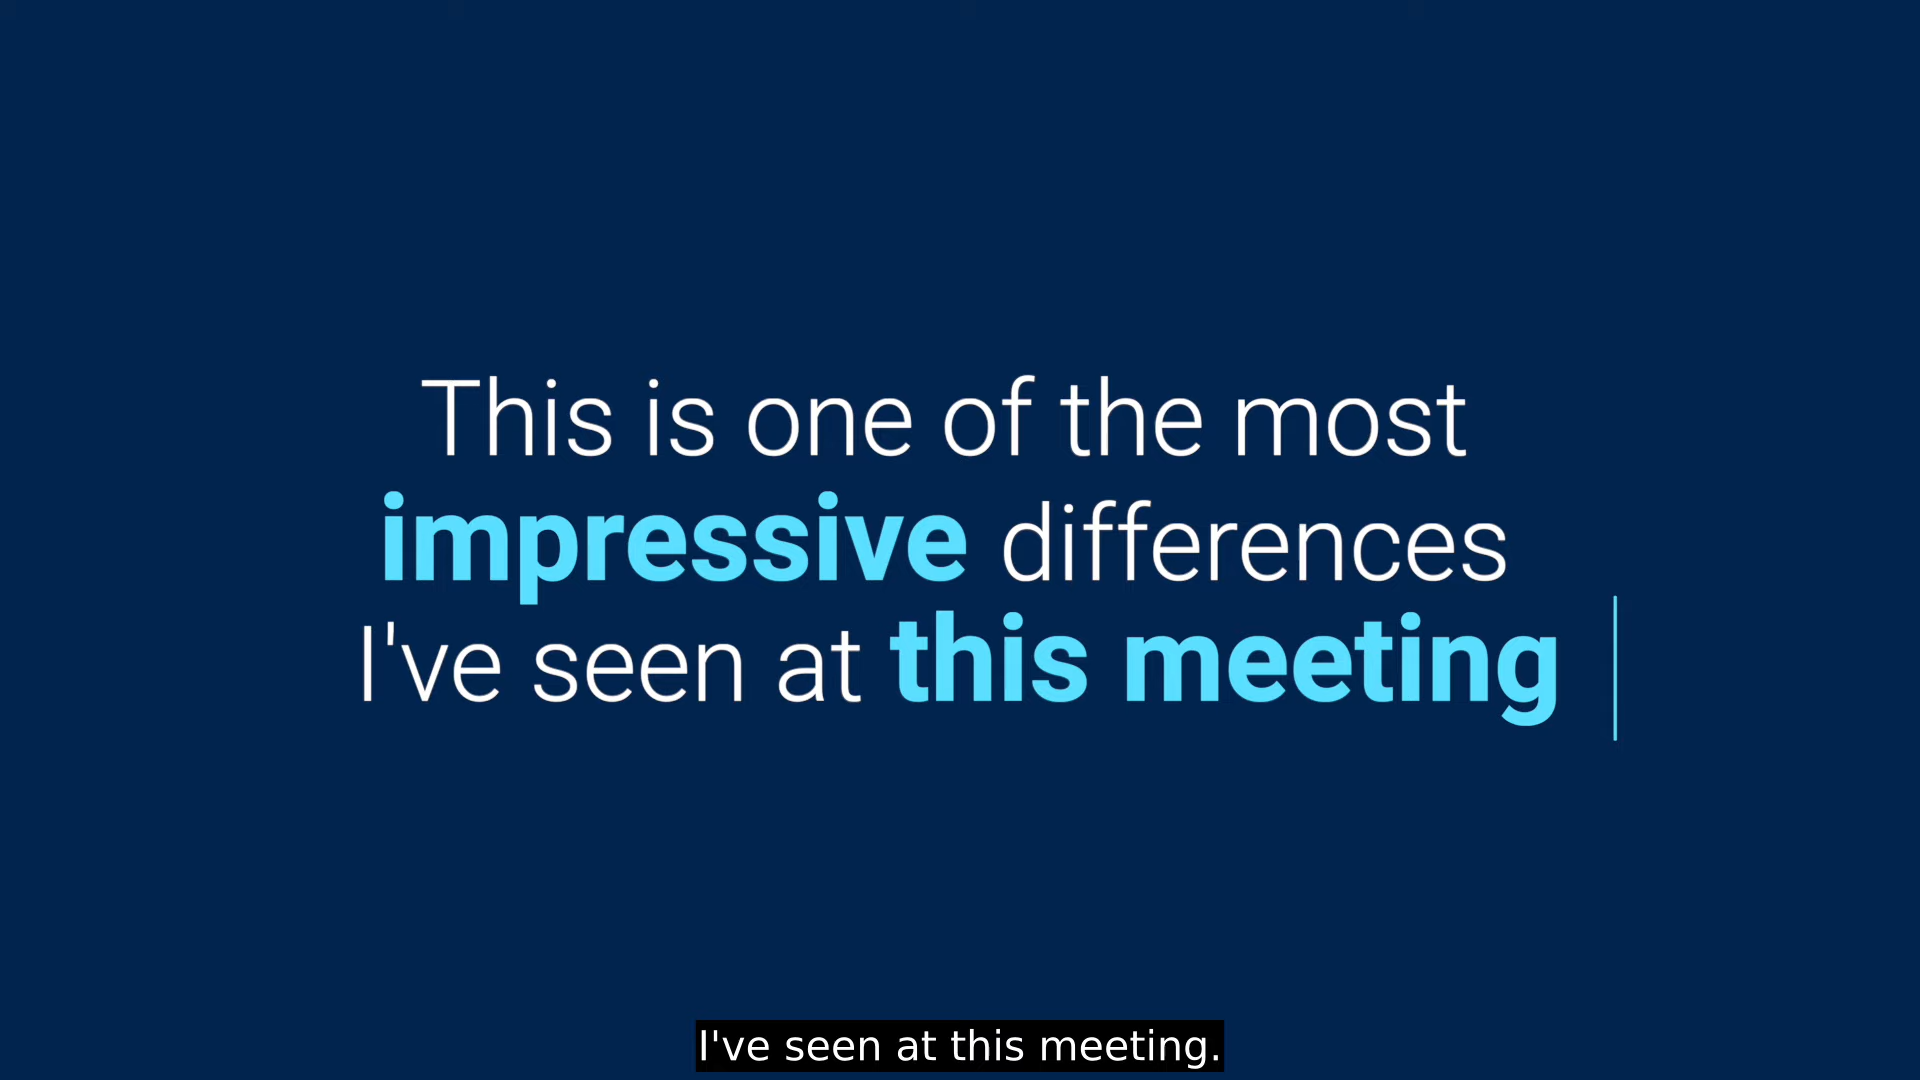 This is one of the most
impressive differences
I've seen at this meeting
I've seen at this meeting.